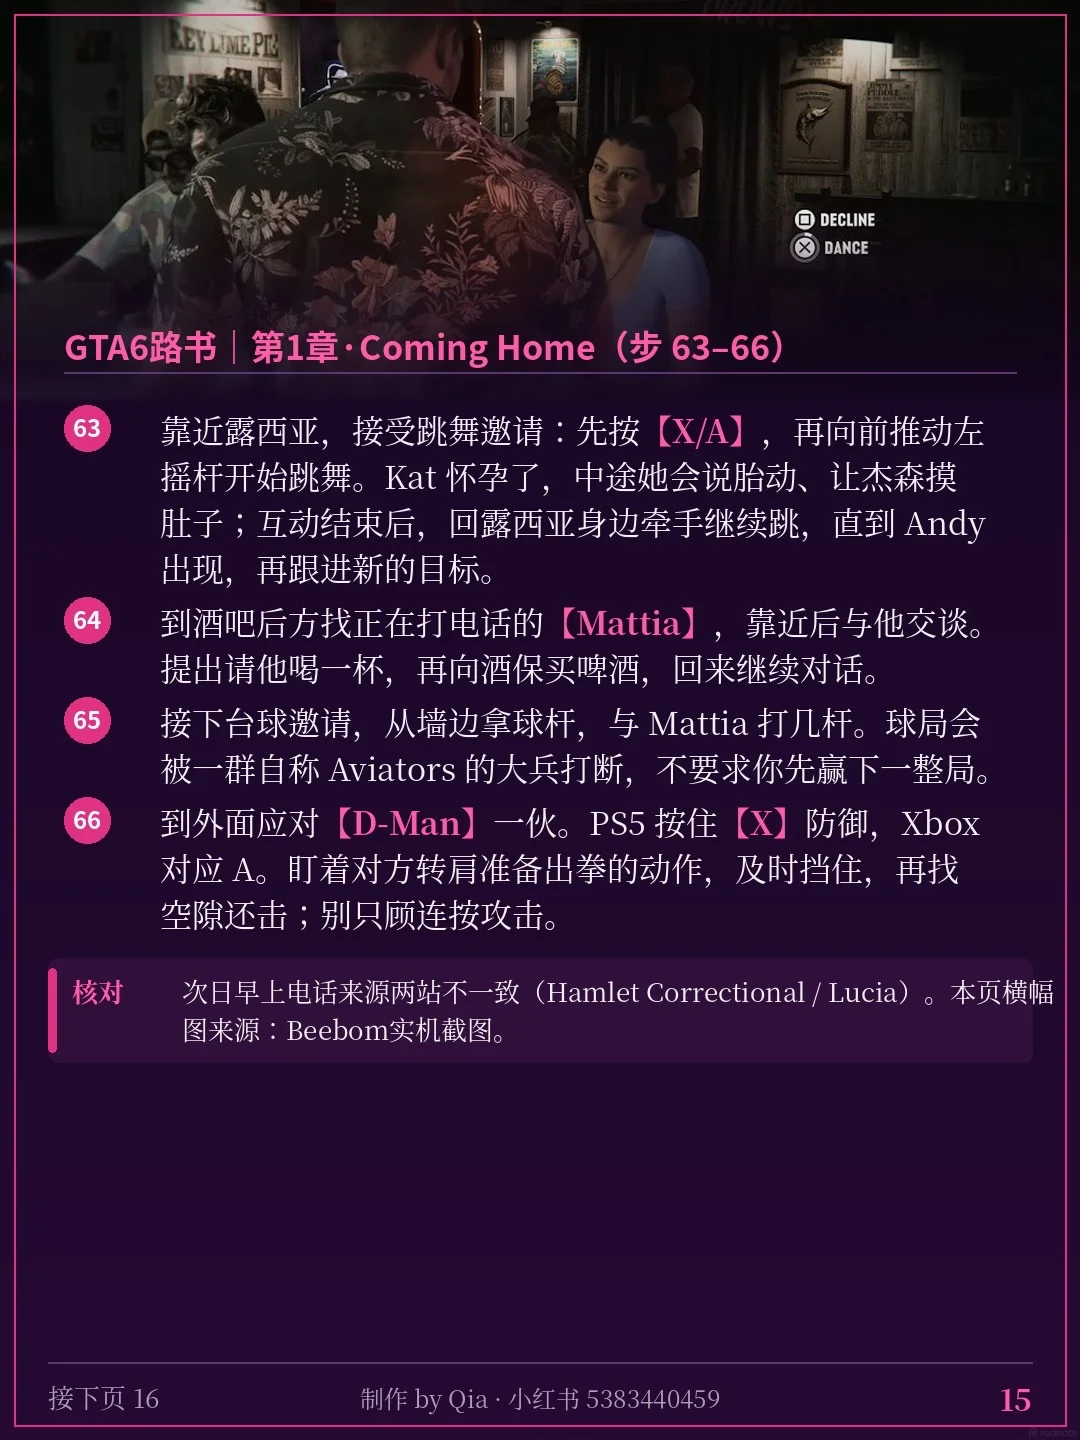 KEY LIME PIE
CROWD
JIMMY
PEDDLE
DECLINE
DANCE
GTA6路书｜第1章·Coming Home（步 63–66）
63
靠近露西亚，接受跳舞邀请：先按【X/A】，再向前推动左
摇杆开始跳舞。Kat 怀孕了，中途她会说胎动、让杰森摸
肚子；互动结束后，回露西亚身边牵手继续跳，直到 Andy
出现，再跟进新的目标。
64
到酒吧后方找正在打电话的【Mattia】，靠近后与他交谈。
提出请他喝一杯，再向酒保买啤酒，回来继续对话。
65
接下台球邀请，从墙边拿球杆，与 Mattia 打几杆。球局会
被一群自称 Aviators 的大兵打断，不要求你先赢下一整局。
66
到外面应对【D-Man】一伙。PS5 按住【X】防御，Xbox
对应 A。盯着对方转肩准备出拳的动作，及时挡住，再找
空隙还击；别只顾连按攻击。
核对
次日早上电话来源两站不一致（Hamlet Correctional / Lucia）。本页横幅
图来源：Beebom实机截图。
接下页 16
制作 by Qia · 小红书 5383440459
15
rednote